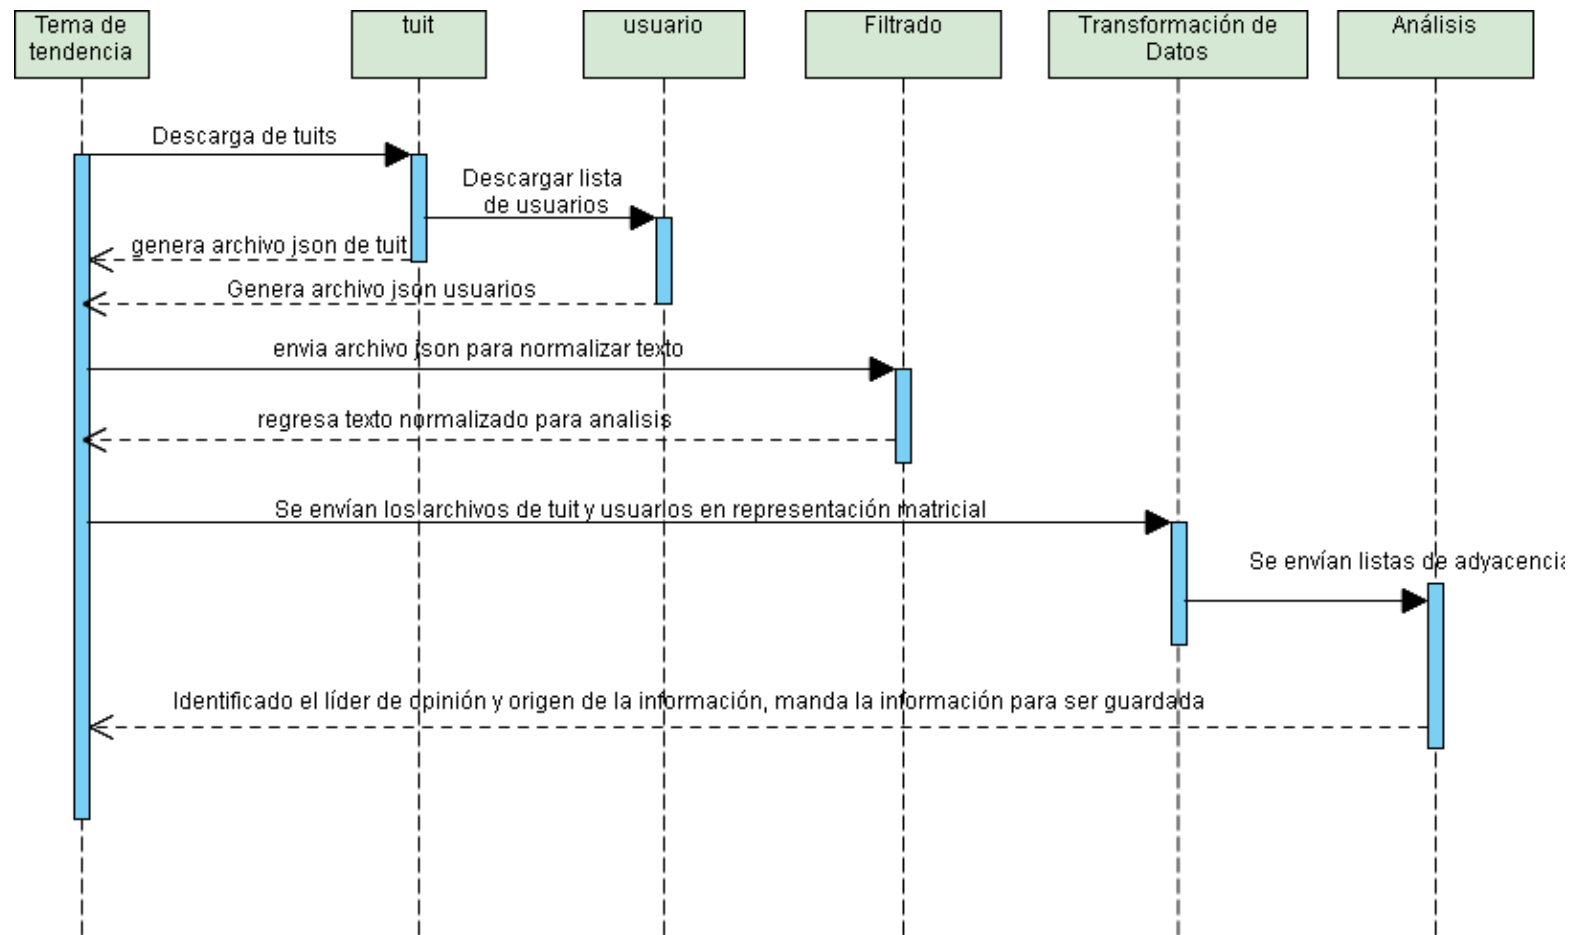 Tema de
tendencia
tuit
usuario
Filtrado
Transformación de
Datos
Análisis
Descarga de tuits
Descargar lista
de usuarios
genera archivo json de tuit
Genera archivo json usuarios
envia archivo json para normalizar texto
regresa texto normalizado para analisis
Se envían los archivos de tuit y usuarios en representación matricial
Se envían listas de adyacencia
Identificado el líder de opinión y origen de la información, manda la información para ser guardada